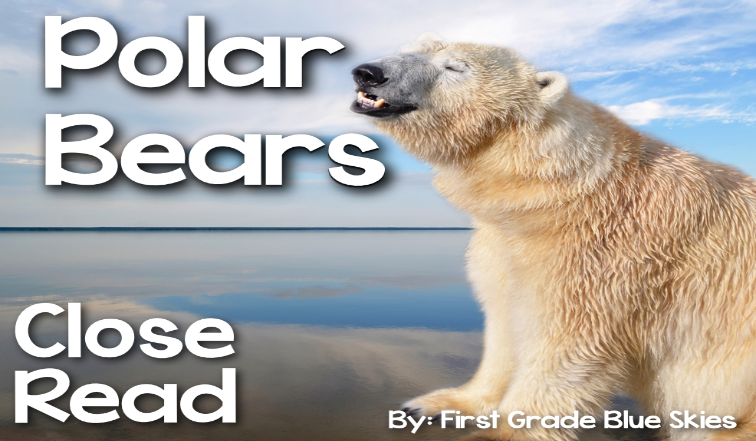 Polar
Bears
Close
Read
By: First Grade Blue Skies